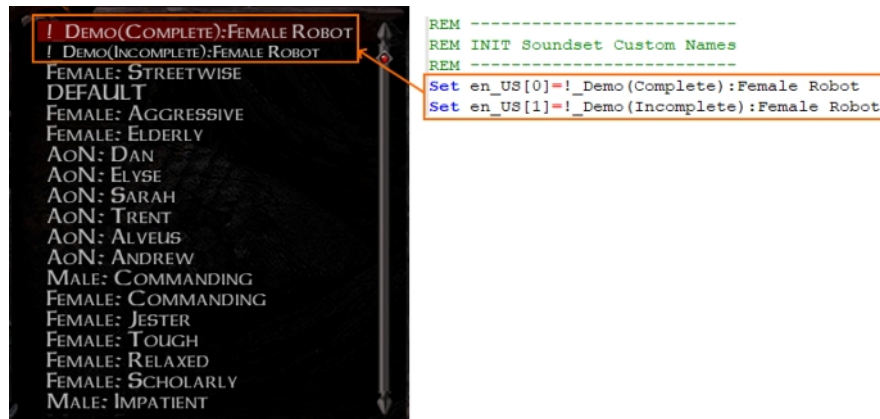 ! Demo(Complete):Female Robot
! Demo(Incomplete):Female Robot
Female: Streetwise
DEFAULT
Female: Aggressive
Female: Elderly
AoN: Dan
AoN: Elyse
AoN: Sarah
AoN: Trent
AoN: Alveus
AoN: Andrew
Male: Commanding
Female: Commanding
Female: Jester
Female: Tough
Female: Relaxed
Female: Scholarly
Male: Impatient
REM ---------------------------
REM INIT Soundset Custom Names
REM ---------------------------
Set en_US[0]=!_Demo(Complete):Female Robot
Set en_US[1]=!_Demo(Incomplete):Female Robot